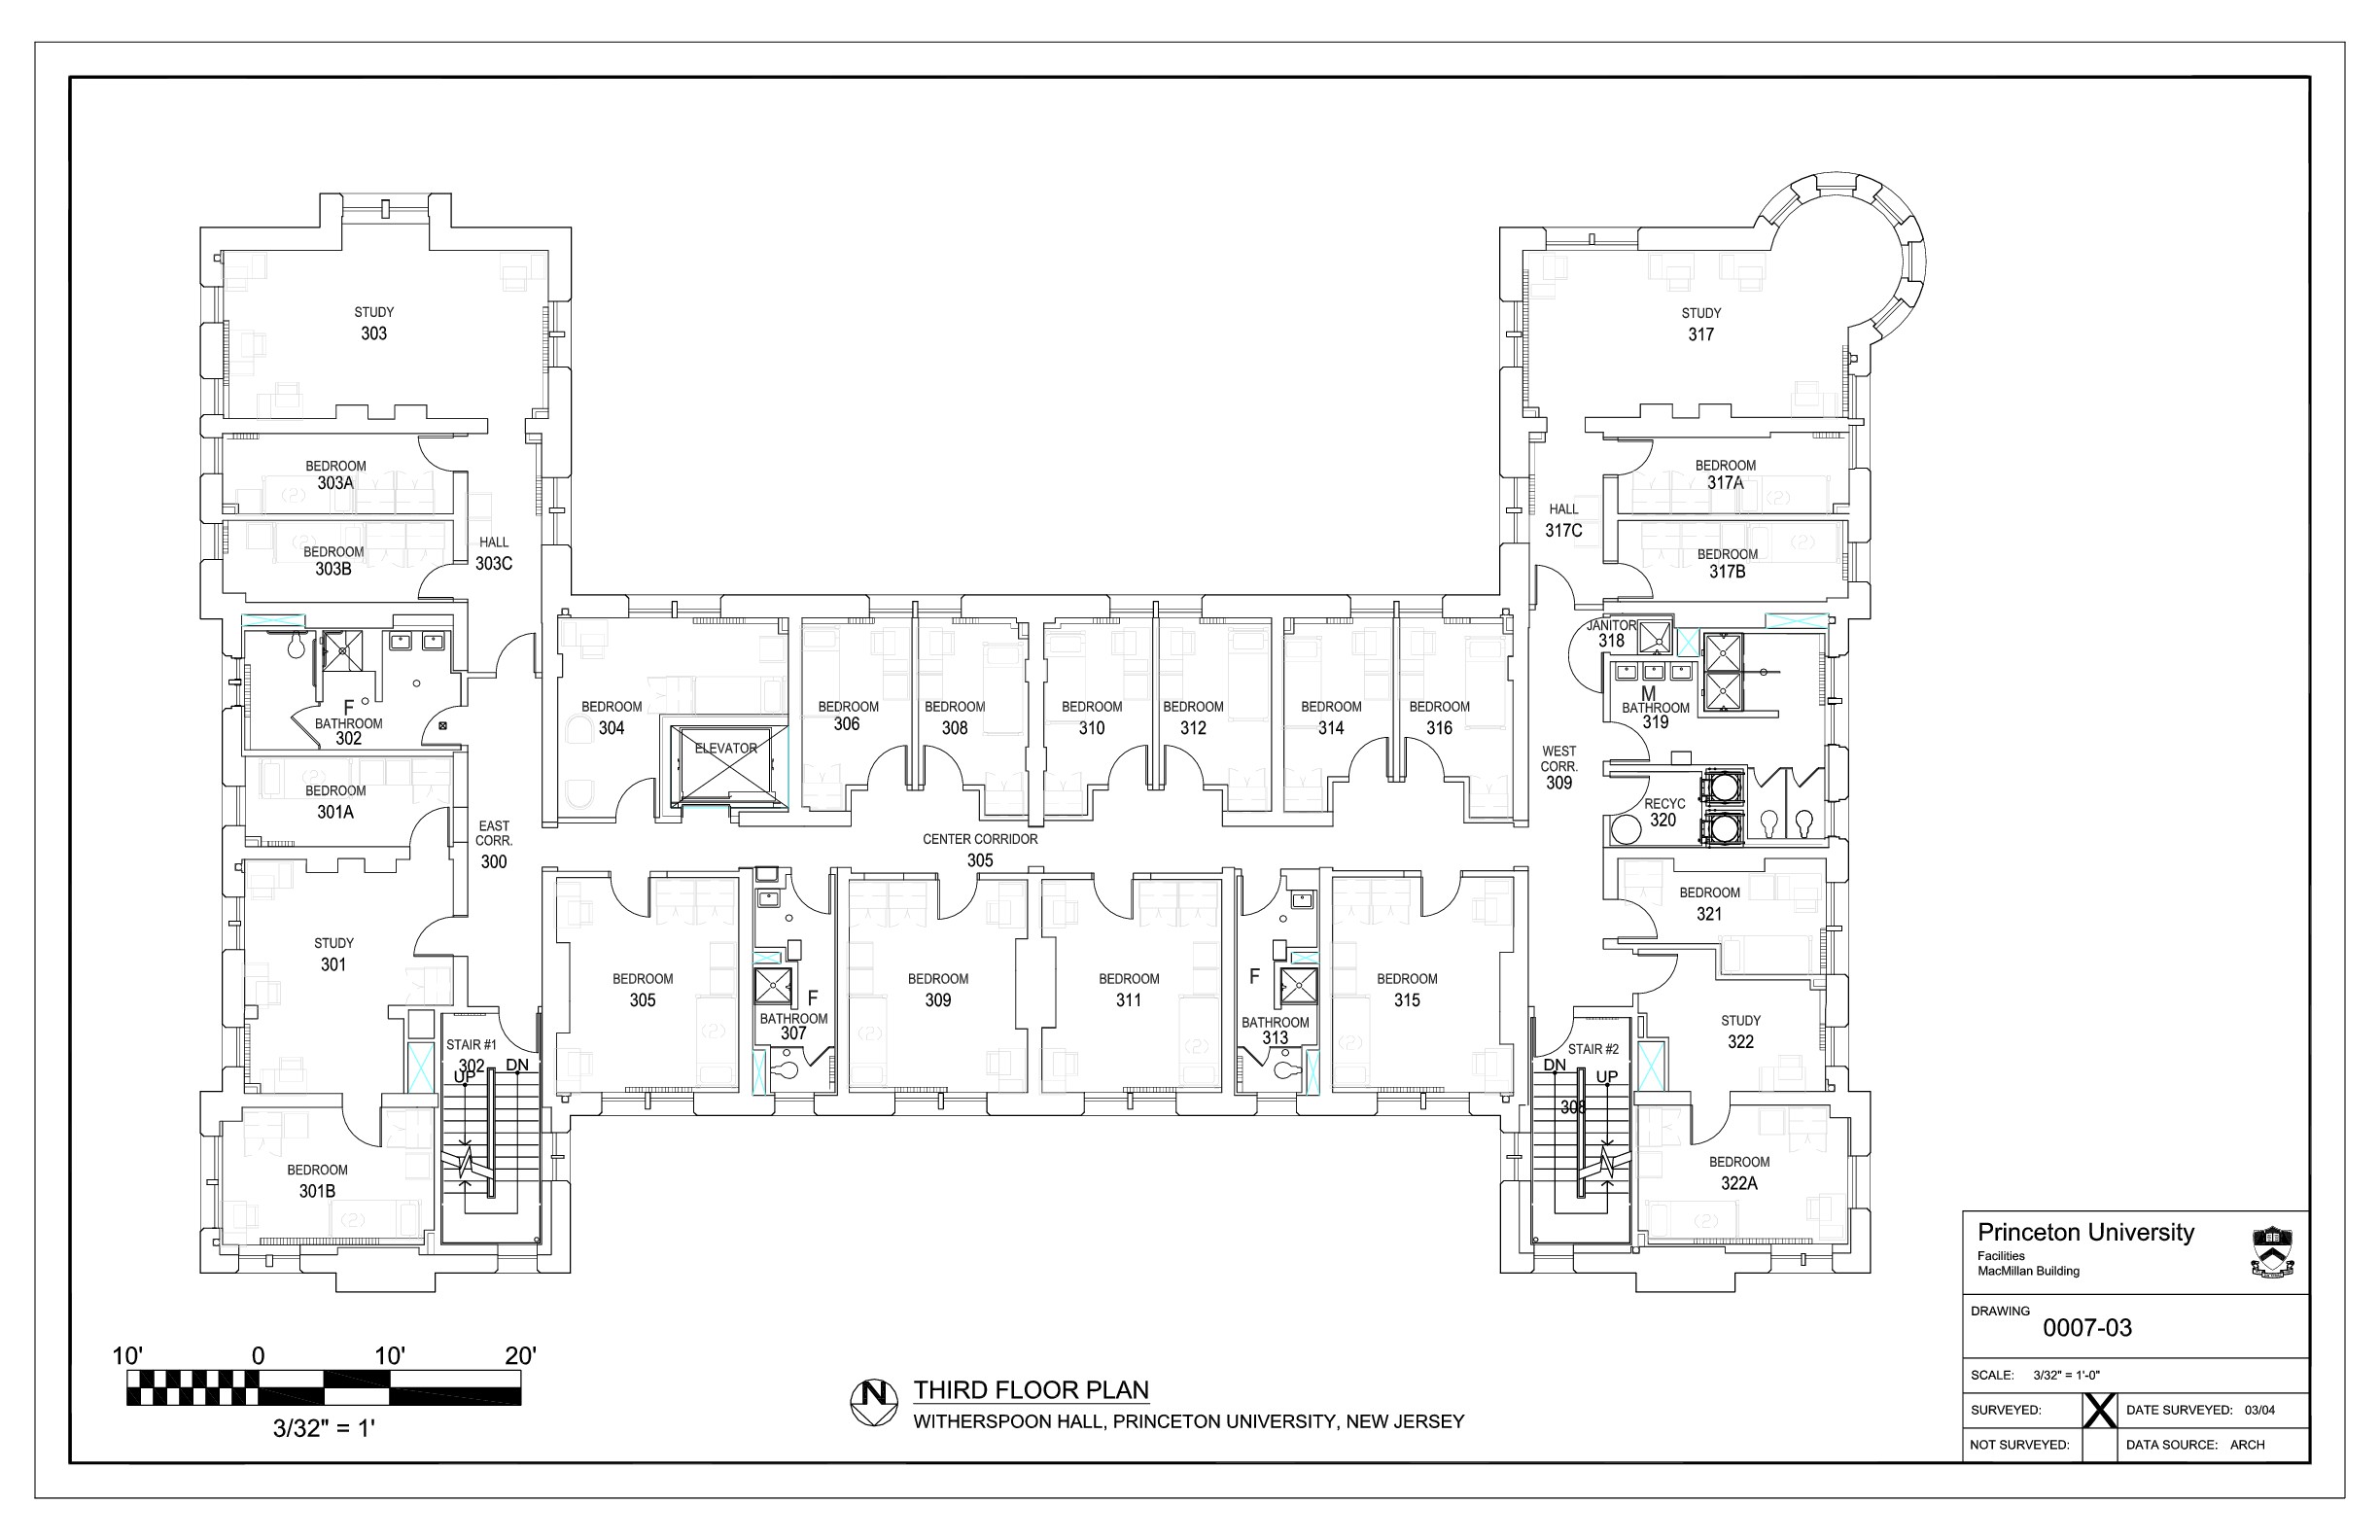 STUDY
303
STUDY
317
BEDROOM
303A
(2)
BEDROOM
317A
(2)
HALL
303C
BEDROOM
303B
(2)
HALL
317C
BEDROOM
317B
(2)
JANITOR
318
F
BATHROOM
302
BEDROOM
304
ELEVATOR
BEDROOM
306
BEDROOM
308
BEDROOM
310
BEDROOM
312
BEDROOM
314
BEDROOM
316
M
BATHROOM
319
WEST
CORR.
309
BEDROOM
301A
(2)
RECYC
320
EAST
CORR.
300
CENTER CORRIDOR
305
BEDROOM
321
STUDY
301
BEDROOM
305
(2)
F
BATHROOM
307
BEDROOM
309
(2)
BEDROOM
311
(2)
F
BATHROOM
313
BEDROOM
315
(2)
STUDY
322
STAIR #1
302
UP
DN
STAIR #2
DN
UP
308
BEDROOM
301B
(2)
BEDROOM
322A
(2)
10' 0 10' 20'
3/32" = 1'
N
THIRD FLOOR PLAN
WITHERSPOON HALL, PRINCETON UNIVERSITY, NEW JERSEY
Princeton University
Facilities
MacMillan Building
DRAWING
0007-03
SCALE: 3/32" = 1'-0"
SURVEYED: X DATE SURVEYED: 03/04
NOT SURVEYED: DATA SOURCE: ARCH